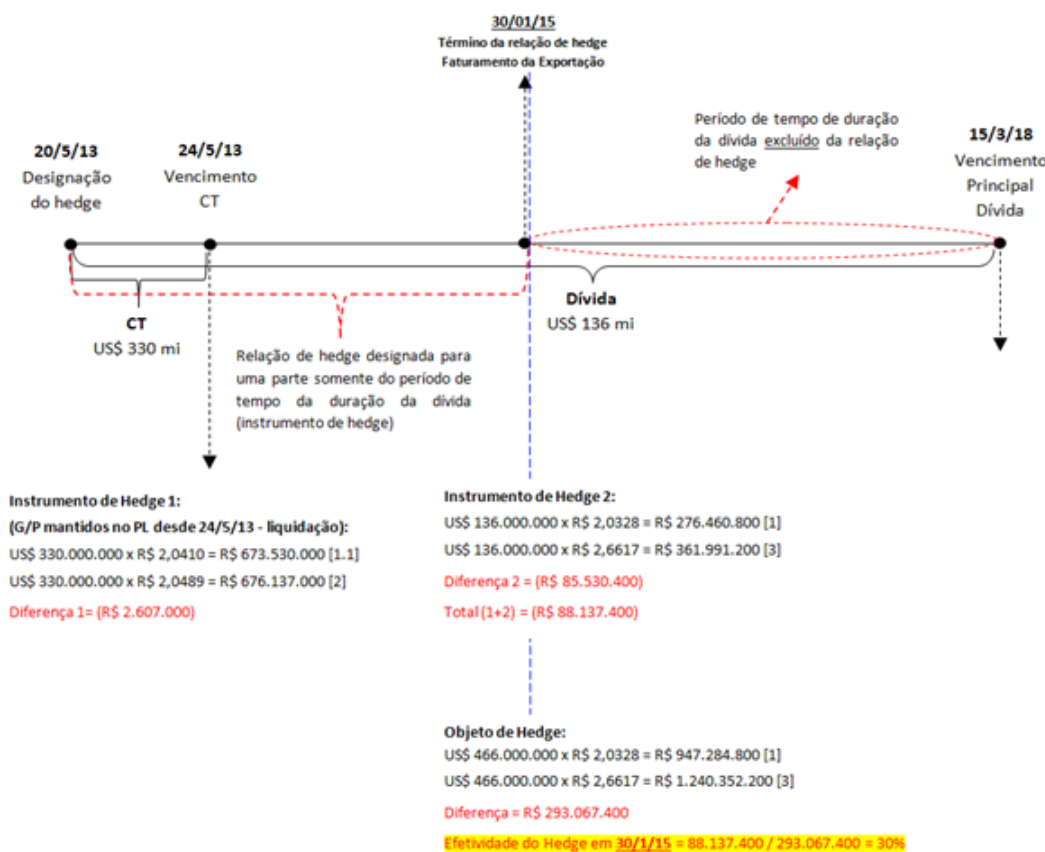 30/01/15
Término da relação de hedge
Faturamento da Exportação
Período de tempo de duração
da dívida excluído da relação
de hedge
20/5/13
Designação
do hedge
24/5/13
Vencimento
CT
15/3/18
Vencimento
Principal
Dívida
CT
US$ 330 mi
Dívida
US$ 136 mi
Relação de hedge designada para
uma parte somente do período de
tempo da duração da dívida
(instrumento de hedge)
Instrumento de Hedge 1:
(G/P mantidos no PL desde 24/5/13 - liquidação):
US$ 330.000.000 x R$ 2,0410 = R$ 673.530.000 [1.1]
US$ 330.000.000 x R$ 2,0489 = R$ 676.137.000 [2]
Diferença 1= (R$ 2.607.000)
Instrumento de Hedge 2:
US$ 136.000.000 x R$ 2,0328 = R$ 276.460.800 [1]
US$ 136.000.000 x R$ 2,6617 = R$ 361.991.200 [3]
Diferença 2 = (R$ 85.530.400)
Total (1+2) = (R$ 88.137.400)
Objeto de Hedge:
US$ 466.000.000 x R$ 2,0328 = R$ 947.284.800 [1]
US$ 466.000.000 x R$ 2,6617 = R$ 1.240.352.200 [3]
Diferença = R$ 293.067.400
Efetividade do Hedge em 30/1/15 = 88.137.400 / 293.067.400 = 30%